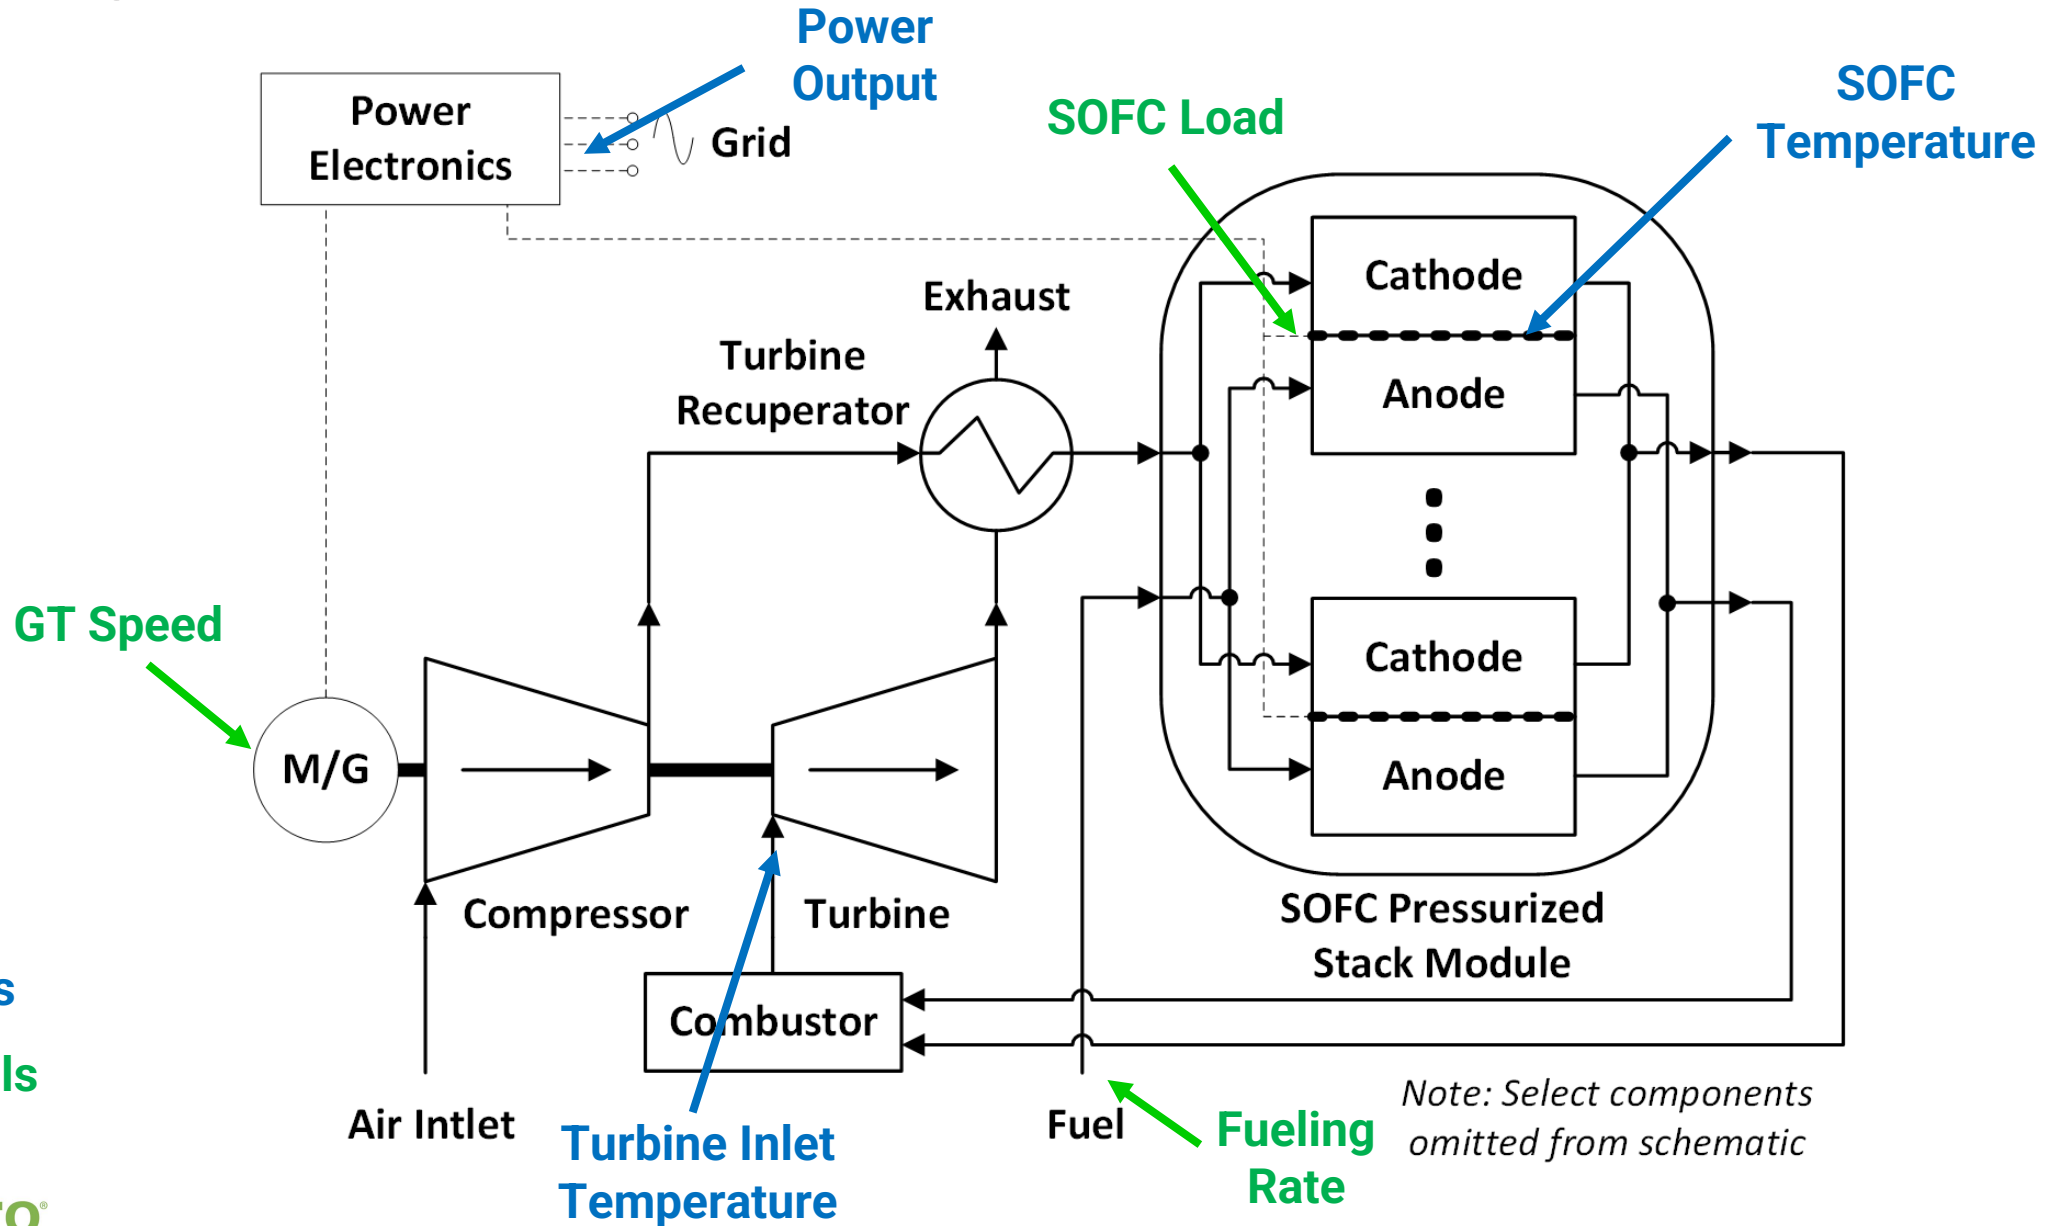 Power
Output
Power
Electronics
Grid
SOFC Load
SOFC
Temperature
Cathode
Exhaust
Turbine
Recuperator
Anode
GT Speed
Cathode
M/G
Anode
Compressor
Turbine
SOFC Pressurized
Stack Module
s
Combustor
ls
Note: Select components
omitted from schematic
Air Intlet
Fuel
Turbine Inlet
Temperature
Fueling
Rate